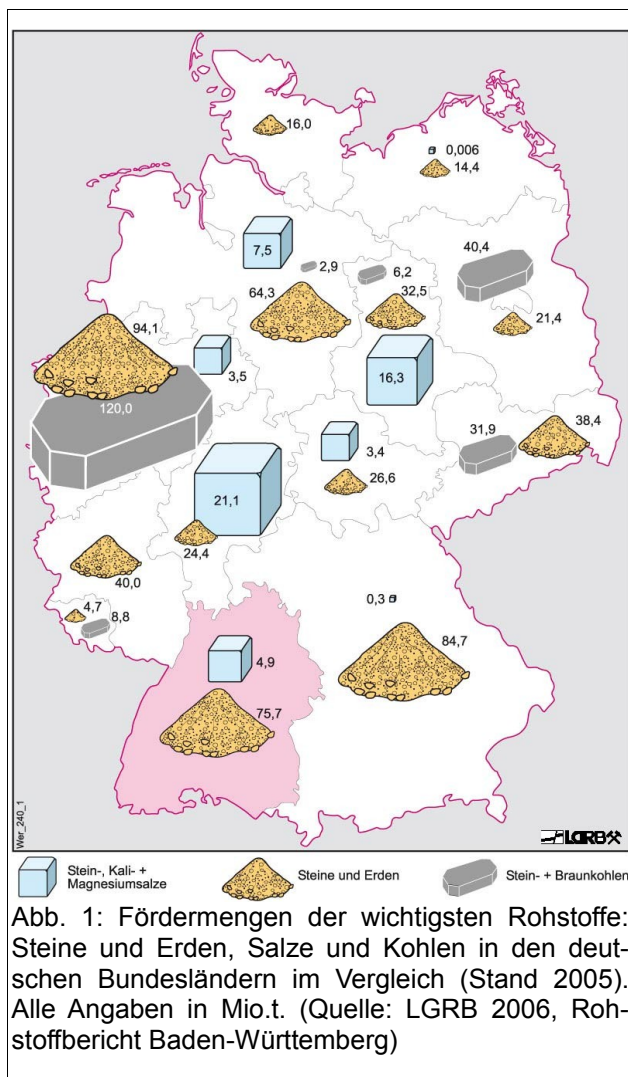 16,0
0,006
14,4
7,5
2,9
6,2
40,4
64,3
32,5
21,4
94,1
3,5
16,3
120,0
38,4
31,9
3,4
26,6
21,1
24,4
40,0
4,7
8,8
0,3
84,7
4,9
75,7
Wer_240_1
LGRB
Stein-, Kali- +
Magnesiumsalze
Steine und Erden
Stein- + Braunkohlen
Abb. 1: Fördermengen der wichtigsten Rohstoffe:
Steine und Erden, Salze und Kohlen in den deut-
schen Bundesländern im Vergleich (Stand 2005).
Alle Angaben in Mio.t. (Quelle: LGRB 2006, Roh-
stoffbericht Baden-Württemberg)